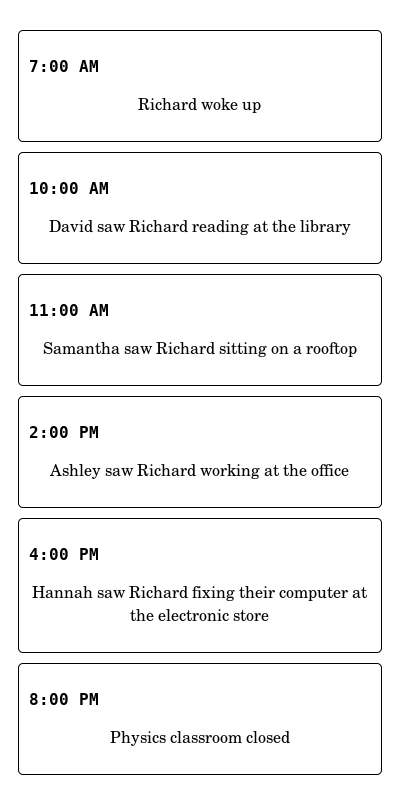 7:00 AM
Richard woke up
10:00 AM
David saw Richard reading at the library
11:00 AM
Samantha saw Richard sitting on a rooftop
2:00 PM
Ashley saw Richard working at the office
4:00 PM
Hannah saw Richard fixing their computer at
the electronic store
8:00 PM
Physics classroom closed